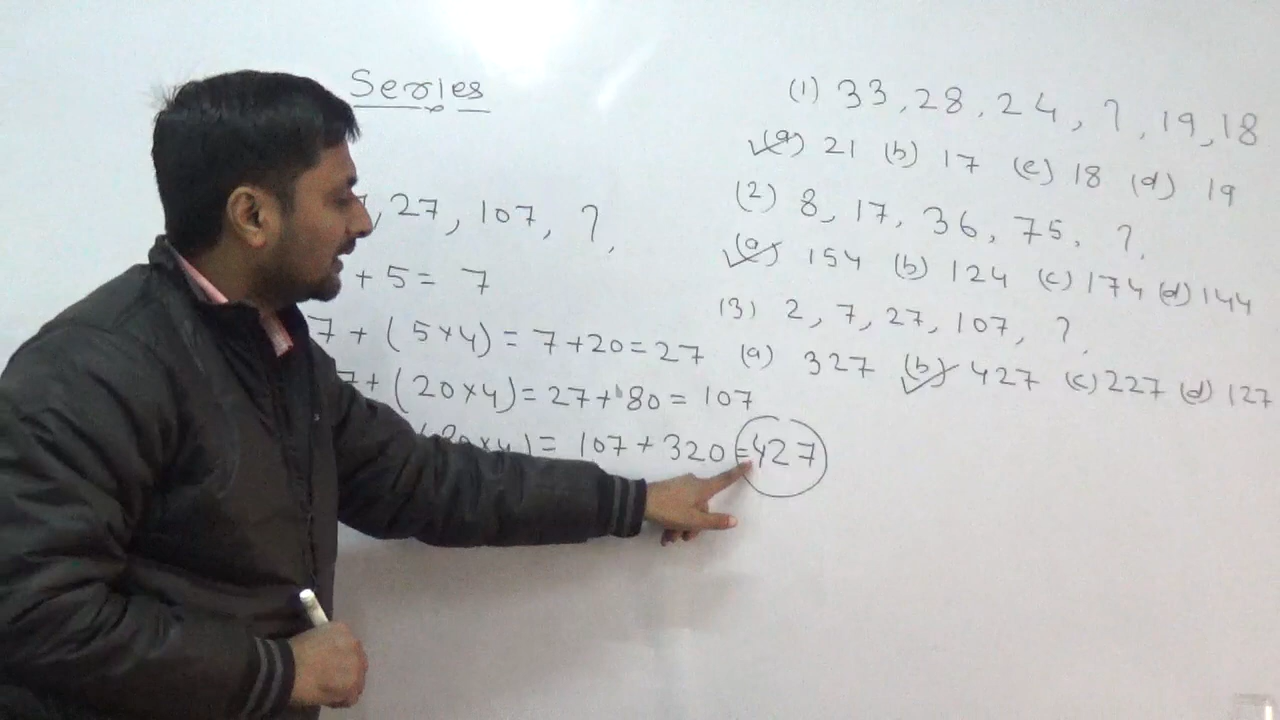 Series
, 27, 107, ?,
+ 5 = 7
7 + (5×4) = 7+20=27
7+ (20×4)= 27+80 = 107
×4) = 107 + 320 =427
(1) 33, 28, 24, ?, 19, 18
(a) 21 (b) 17 (c) 18 (d) 19
(2) 8, 17, 36, 75, ?,
(a) 154 (b) 124 (c) 174 (d) 144
(3) 2, 7, 27, 107, ?,
(a) 327 (b) 427 (c) 227 (d) 127